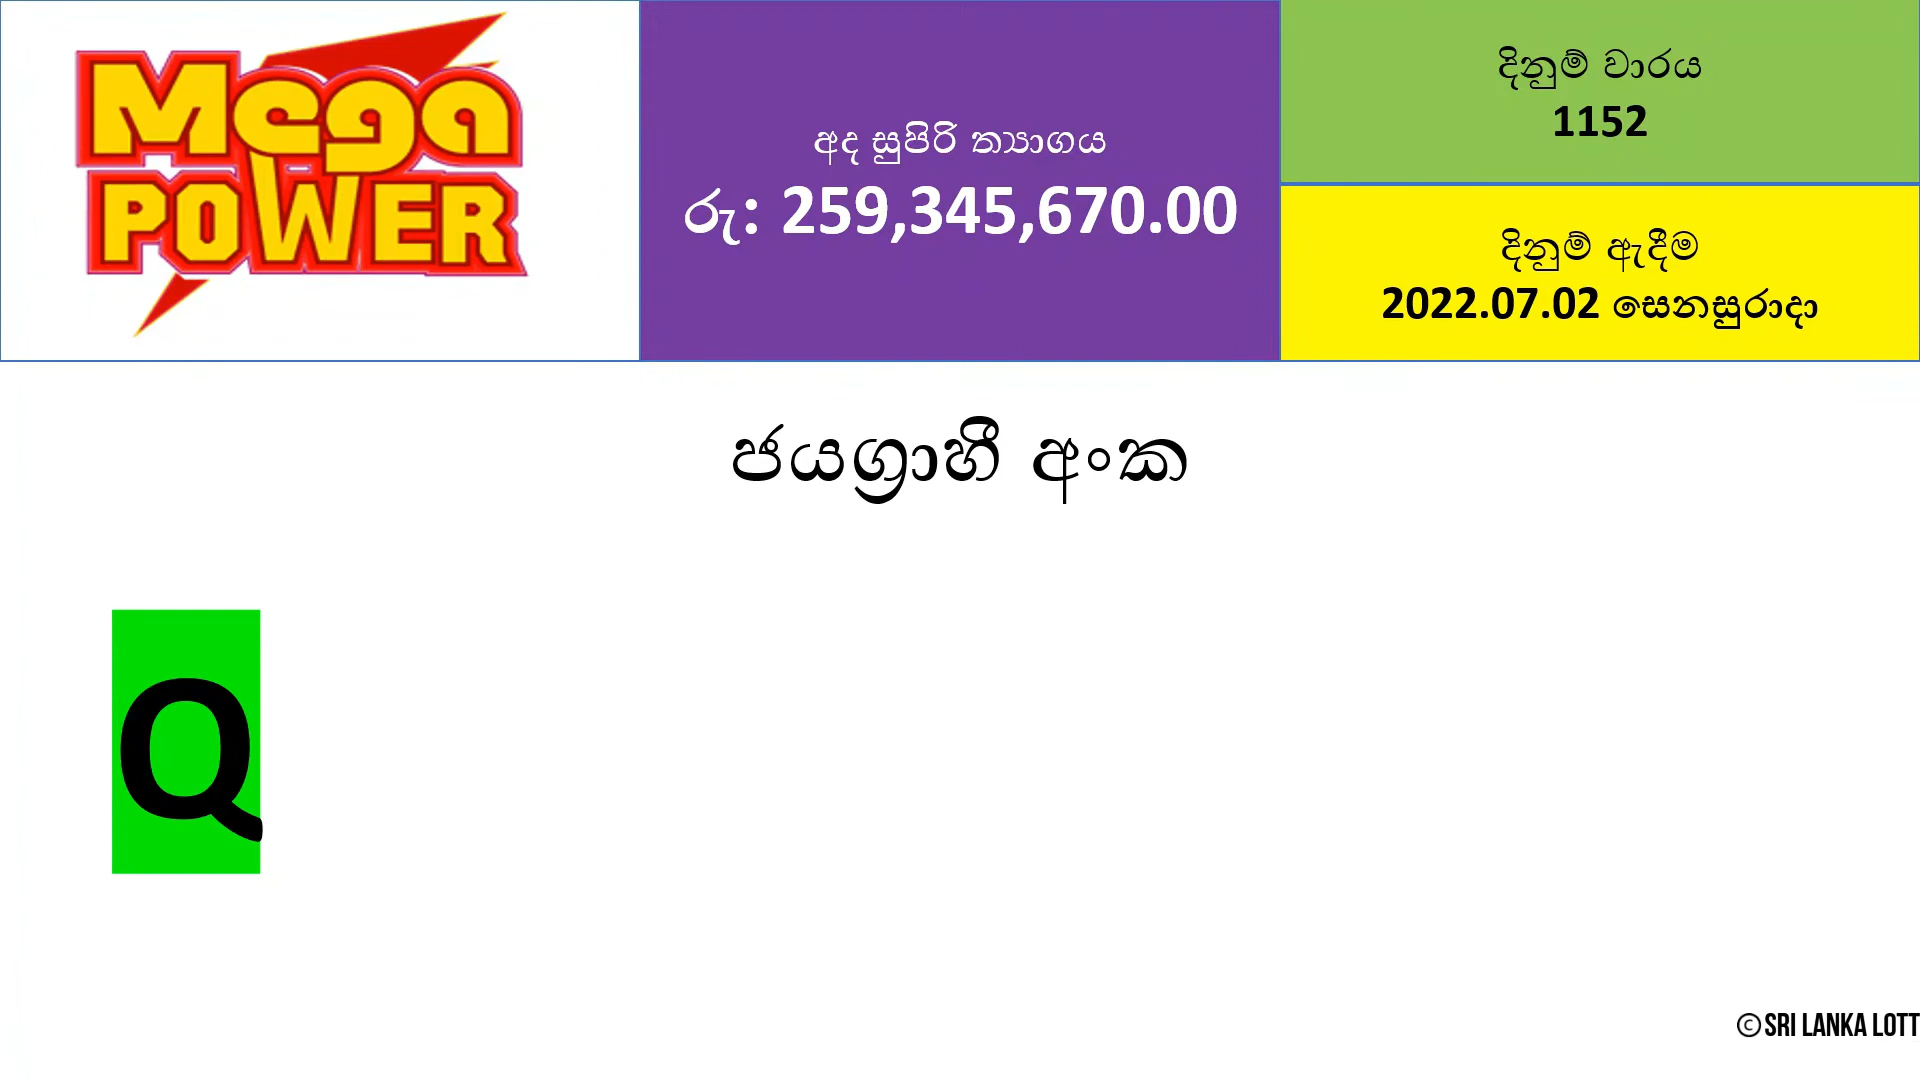 Mega
POWER
අද සුපිරි ත්‍යාගය
රු: 259,345,670.00
දිනුම් වාරය
1152
දිනුම් ඇදීම
2022.07.02 සෙනසුරාදා
ජයග්‍රාහී අංක
Q
© SRI LANKA LOTT